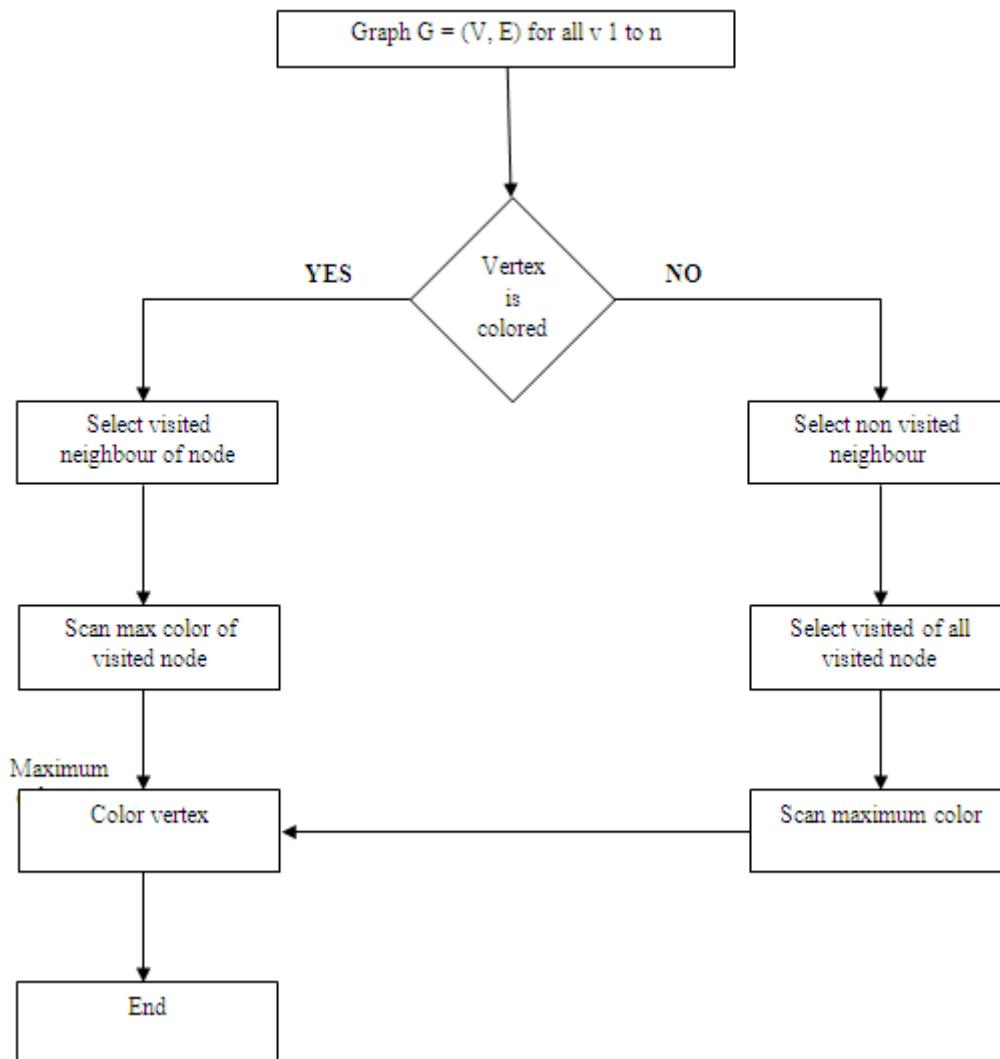 Graph G = (V, E) for all v 1 to n
YES
Vertex
is
colored
NO
Select visited
neighbour of node
Select non visited
neighbour
Scan max color of
visited node
Select visited of all
visited node
Maximum
Color vertex
Scan maximum color
End